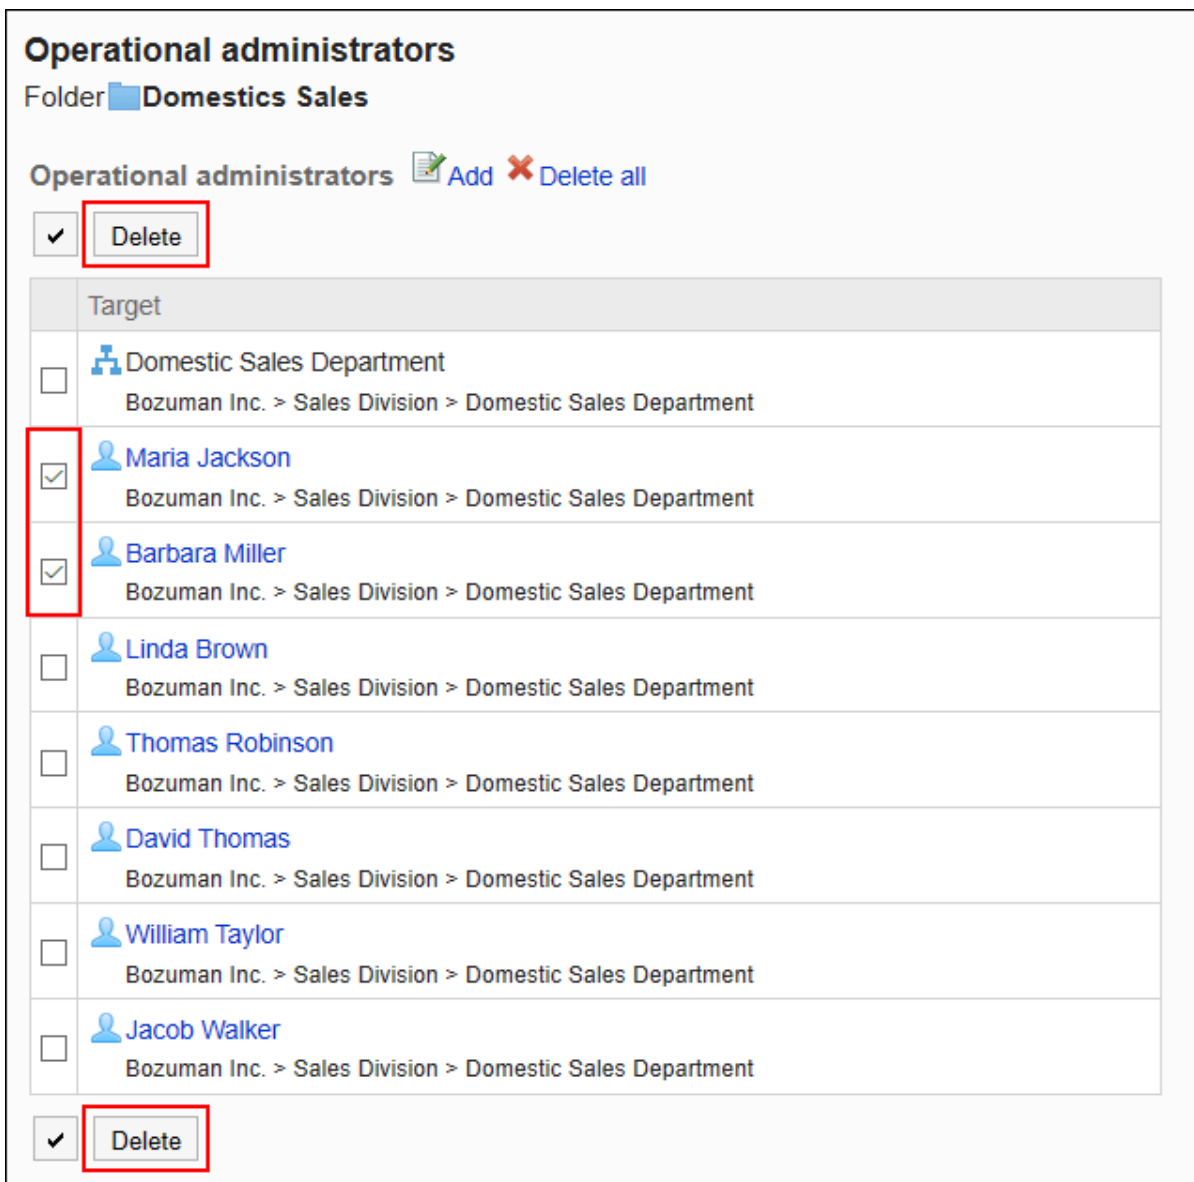 Operational administrators
Folder Domestics Sales
Operational administrators Add Delete all
Delete
Target
Domestic Sales Department
Bozuman Inc. > Sales Division > Domestic Sales Department
Maria Jackson
Bozuman Inc. > Sales Division > Domestic Sales Department
Barbara Miller
Bozuman Inc. > Sales Division > Domestic Sales Department
Linda Brown
Bozuman Inc. > Sales Division > Domestic Sales Department
Thomas Robinson
Bozuman Inc. > Sales Division > Domestic Sales Department
David Thomas
Bozuman Inc. > Sales Division > Domestic Sales Department
William Taylor
Bozuman Inc. > Sales Division > Domestic Sales Department
Jacob Walker
Bozuman Inc. > Sales Division > Domestic Sales Department
Delete